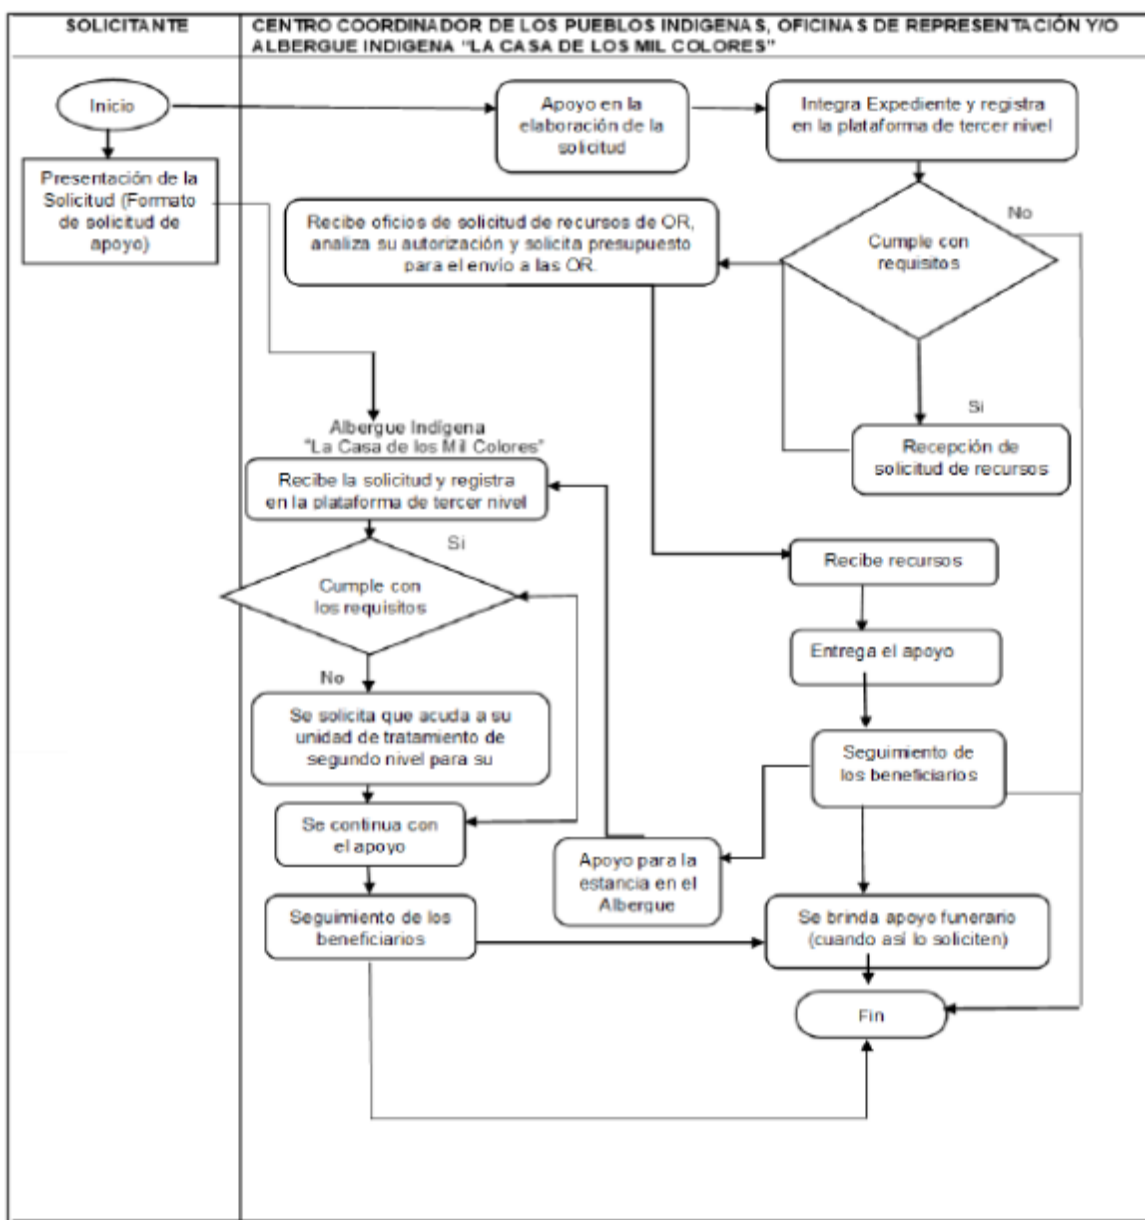 SOLICITANTE
CENTRO COORDINADOR DE LOS PUEBLOS INDIGENAS, OFICINAS DE REPRESENTACIÓN Y/O
ALBERGUE INDIGENA "LA CASA DE LOS MIL COLORES"
Inicio
Apoyo en la
elaboración de la
solicitud
Integra Expediente y registra
en la plataforma de tercer nivel
Presentación de la
Solicitud (Formato
de solicitud de
apoyo)
Recibe oficios de solicitud de recursos de OR,
analiza su autorización y solicita presupuesto
para el envío a las OR.
Cumple con
requisitos
No
Si
Recepción de
solicitud de recursos
Albergue Indígena
"La Casa de los Mil Colores"
Recibe la solicitud y registra
en la plataforma de tercer nivel
Si
Cumple con
los requisitos
No
Recibe recursos
Entrega el apoyo
Se solicita que acuda a su
unidad de tratamiento de
segundo nivel para su
Seguimiento de
los beneficiarios
Se continua con
el apoyo
Apoyo para la
estancia en el
Albergue
Seguimiento de los
beneficiarios
Se brinda apoyo funerario
(cuando así lo soliciten)
Fin